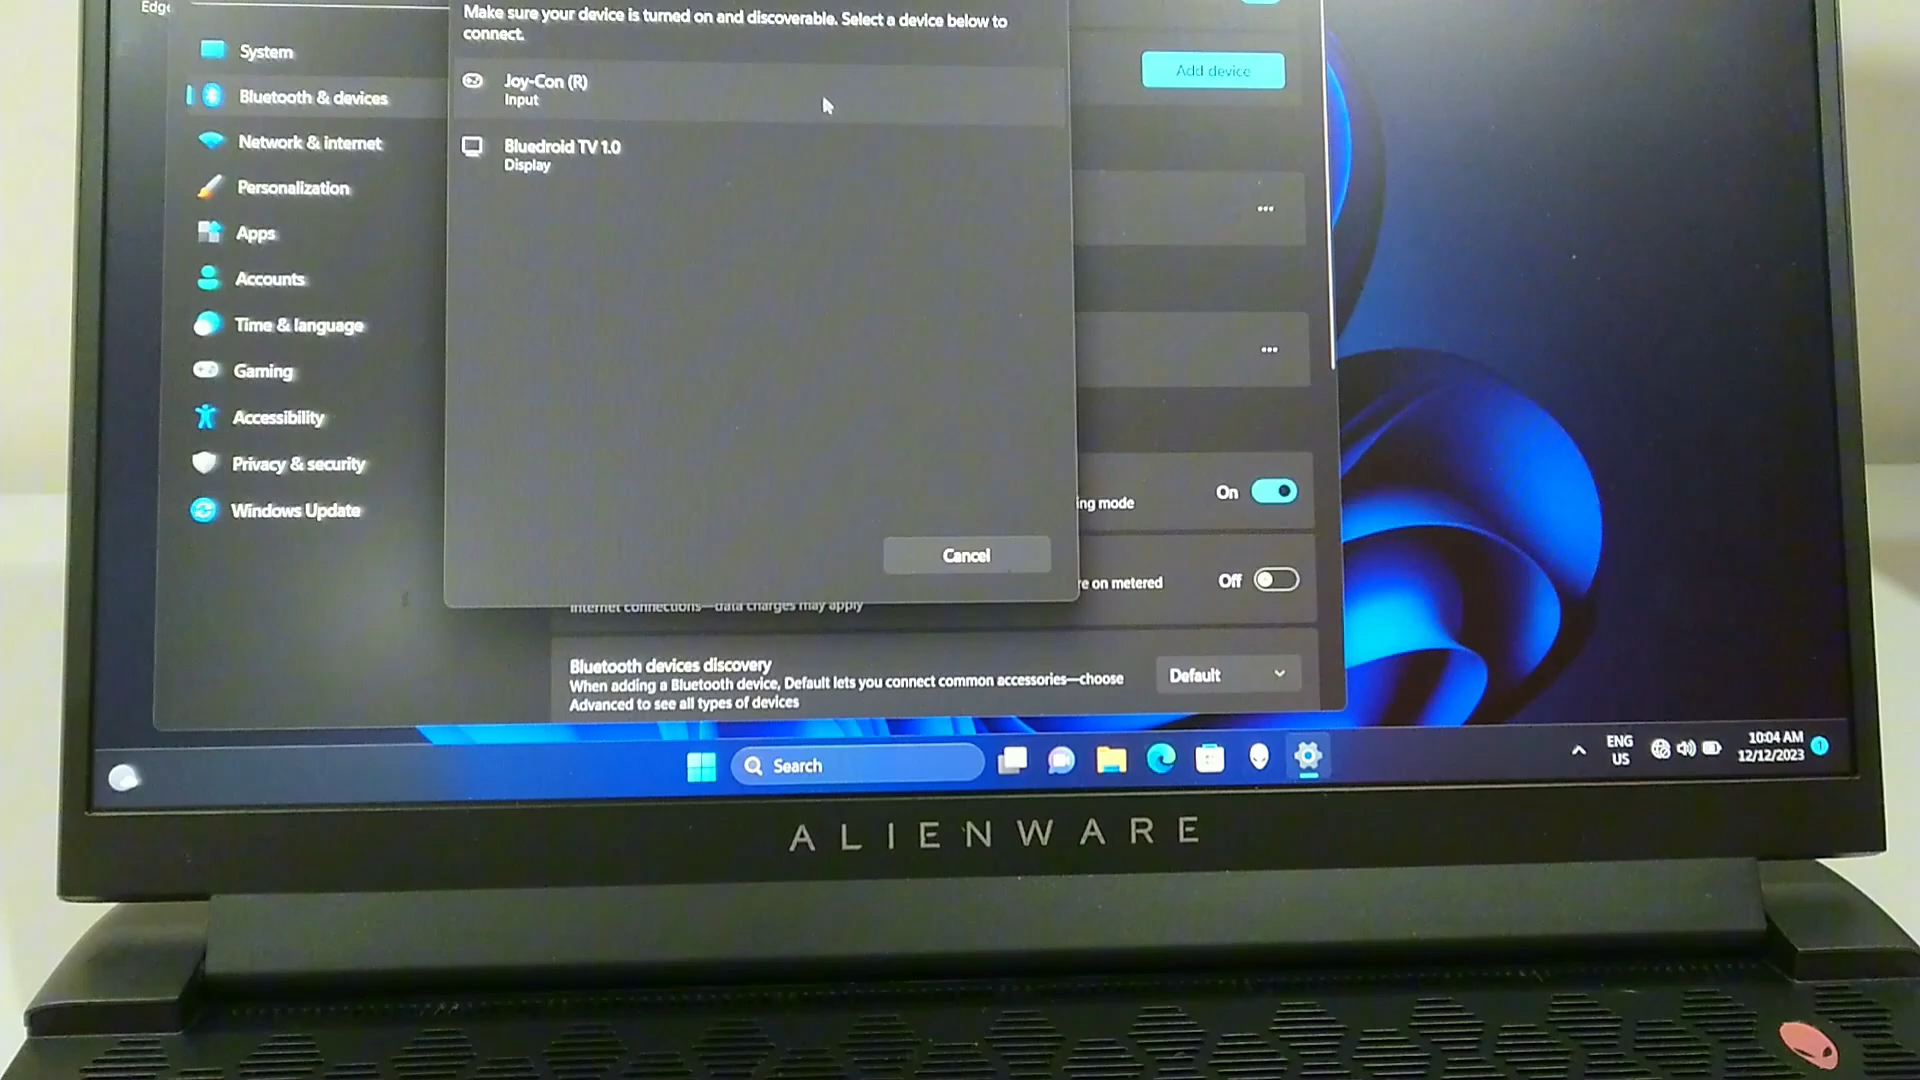 Edge
Make sure your device is turned on and discoverable. Select a device below to
connect.
System
Joy-Con (R)
Input
Add device
Bluetooth & devices
Network & internet
Bluedroid TV 1.0
Display
Personalization
Apps
Accounts
Time & language
Gaming
Accessibility
Privacy & security
Windows Update
ing mode
On
Cancel
re on metered
Off
internet connections—data charges may apply
Bluetooth devices discovery
When adding a Bluetooth device, Default lets you connect common accessories—choose
Advanced to see all types of devices
Default
Search
ENG
US
10:04 AM
12/12/2023
1
ALIENWARE